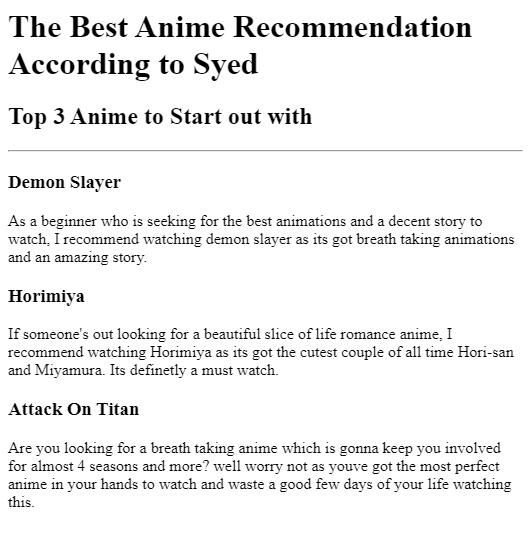 The Best Anime Recommendation
According to Syed
Top 3 Anime to Start out with
Demon Slayer
As a beginner who is seeking for the best animations and a decent story to
watch, I recommend watching demon slayer as its got breath taking animations
and an amazing story.
Horimiya
If someone's out looking for a beautiful slice of life romance anime, I
recommend watching Horimiya as its got the cutest couple of all time Hori-san
and Miyamura. Its definetly a must watch.
Attack On Titan
Are you looking for a breath taking anime which is gonna keep you involved
for almost 4 seasons and more? well worry not as youve got the most perfect
anime in your hands to watch and waste a good few days of your life watching
this.